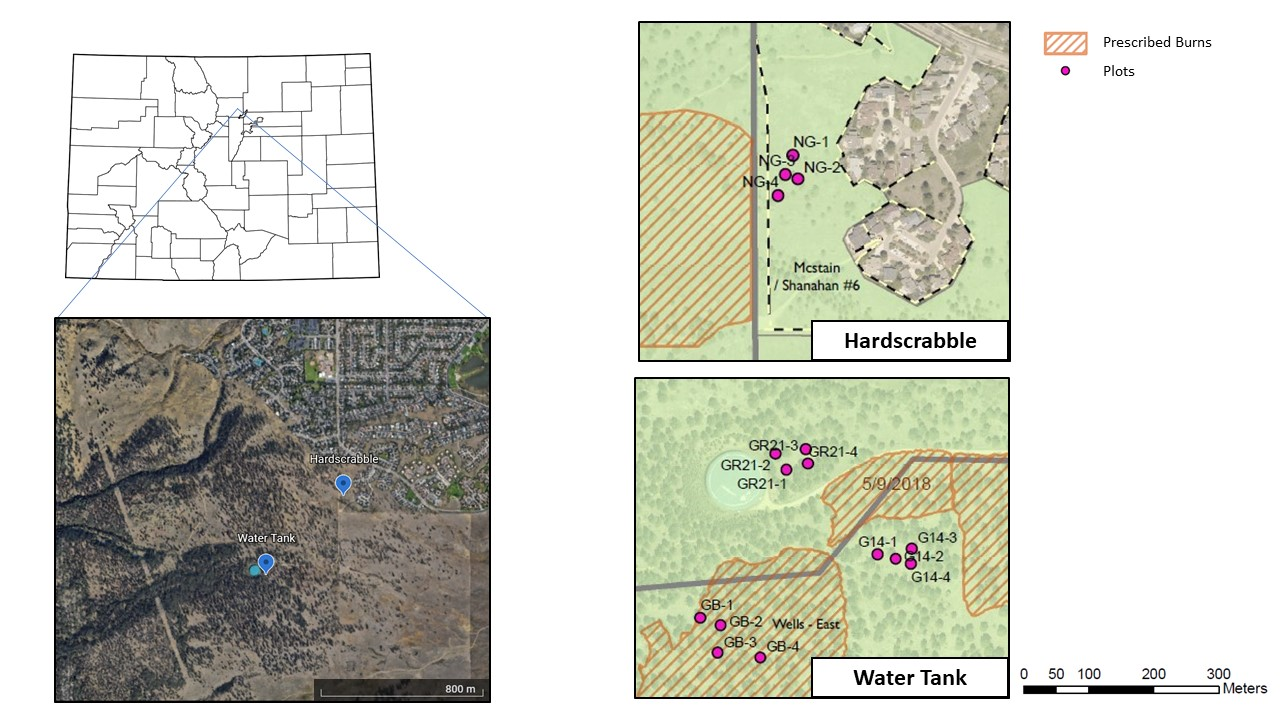 Hardscrabble
Water Tank
800 m
NG-1
NG-3
NG-2
NG-4
Mcstain
/ Shanahan #6
Hardscrabble
Prescribed Burns
Plots
GR21-3
GR21-4
GR21-2
GR21-1
5/9/2018
G14-1
G14-3
G14-2
G14-4
GB-1
GB-2
Wells - East
GB-3
GB-4
Water Tank
0 50 100 200 300
Meters